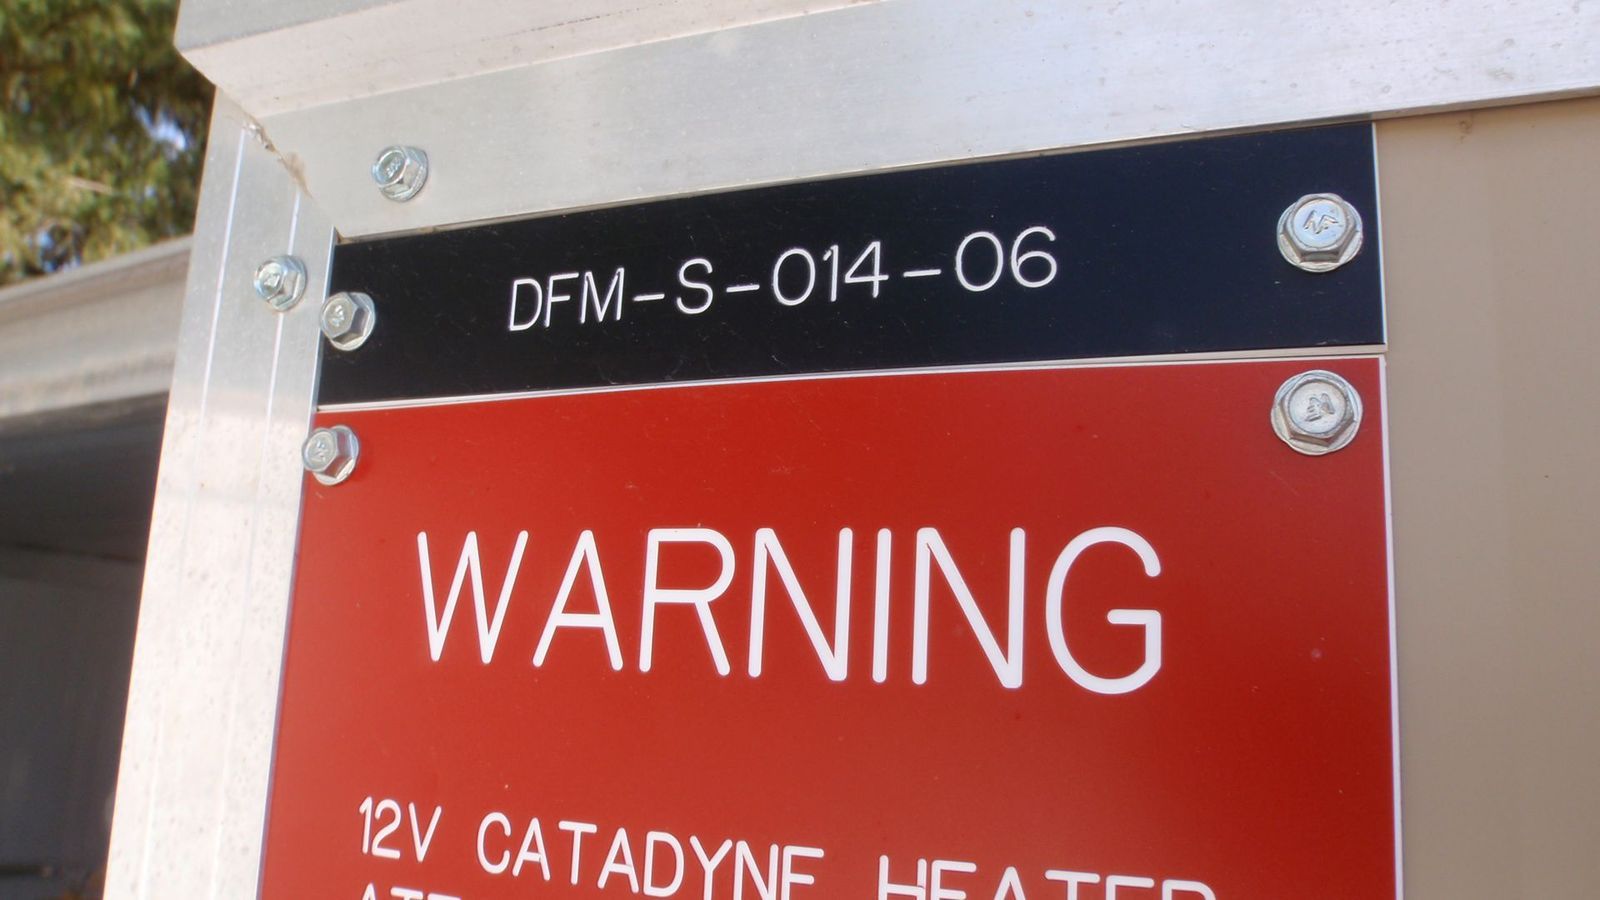 DFM-S-014-06
WARNING
12V CATADYNE HEATER